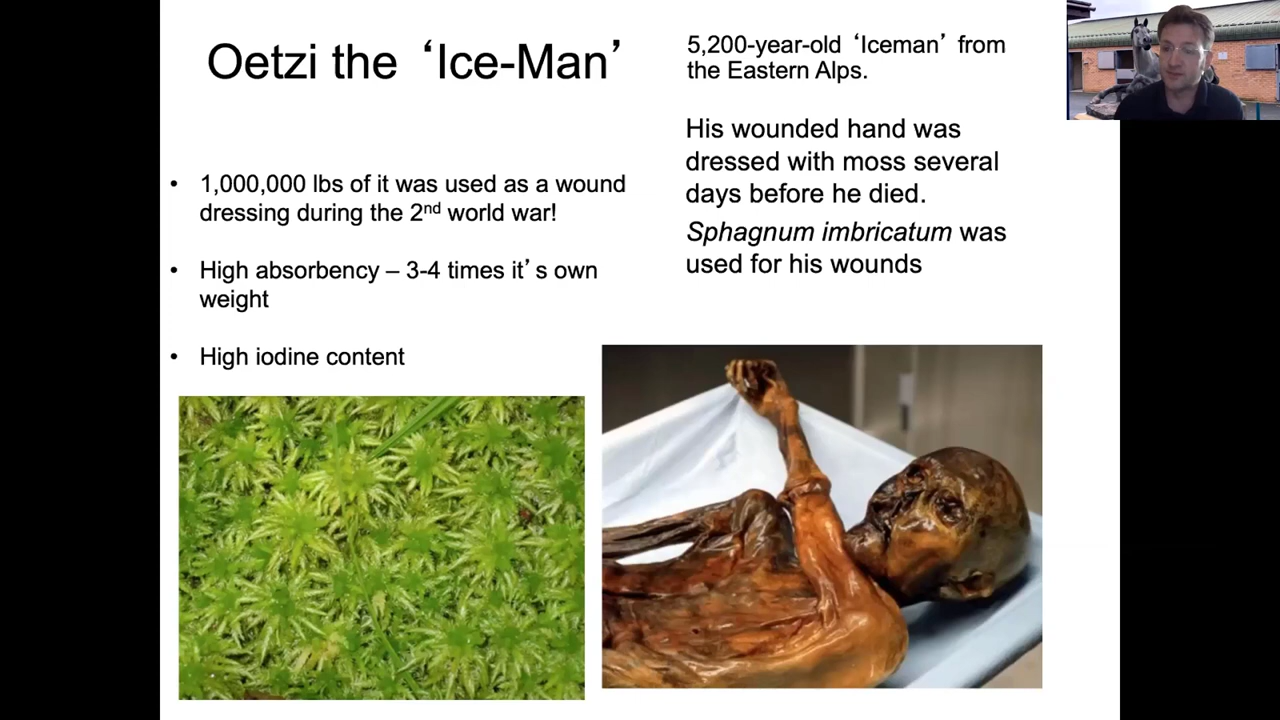 Oetzi the ‘Ice-Man’
• 1,000,000 lbs of it was used as a wound
dressing during the 2nd world war!
• High absorbency – 3-4 times it’s own
weight
• High iodine content
5,200-year-old ‘Iceman’ from
the Eastern Alps.
His wounded hand was
dressed with moss several
days before he died.
Sphagnum imbricatum was
used for his wounds